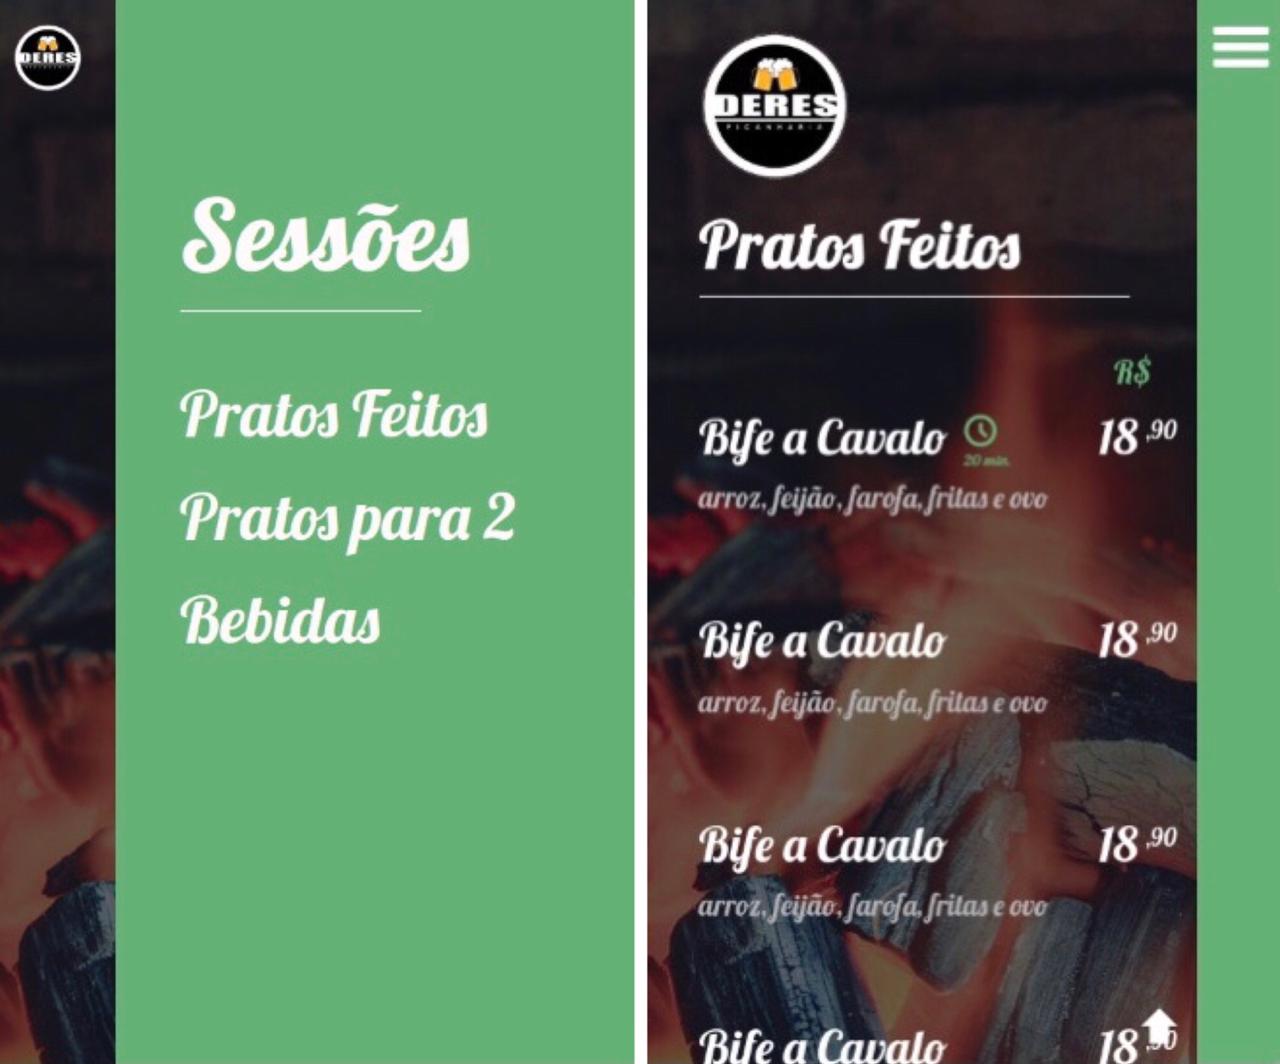 DERES
Sessões
Pratos Feitos
Pratos para 2
Bebidas
DERES
PICANHARIA
Pratos Feitos
R$
Bife a Cavalo 20 min. 18,90
arroz, feijão, farofa, fritas e ovo
Bife a Cavalo 18,90
arroz, feijão, farofa, fritas e ovo
Bife a Cavalo 18,90
arroz, feijão, farofa, fritas e ovo
Bife a Cavalo 18